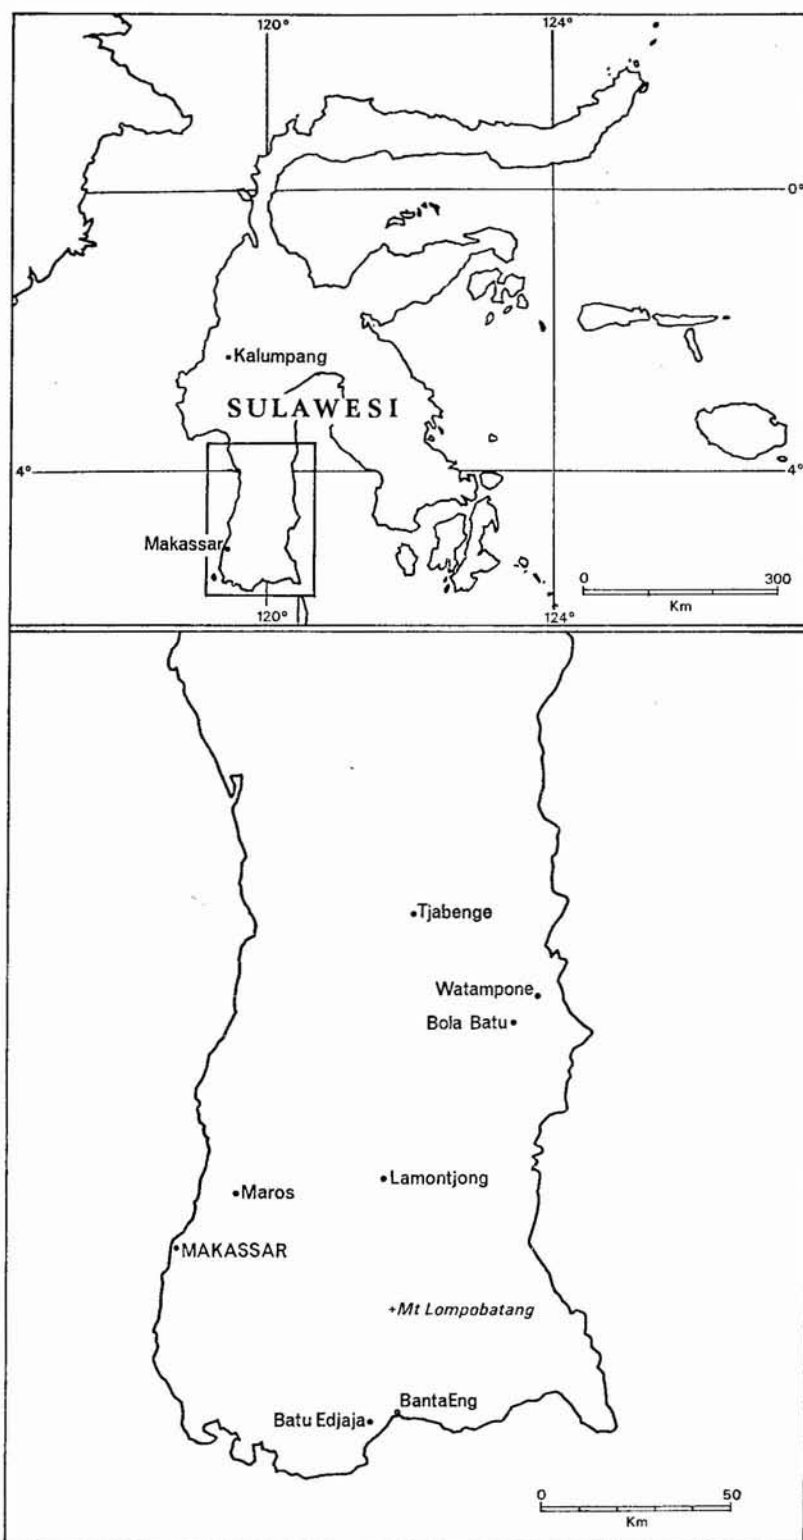 120°
124°
0°
Kalumpang
SULAWESI
4°
4°
Makassar
0
300
Km
120°
124°
Tjabenge
Watampone
Bola Batu
Lamontjong
Maros
MAKASSAR
+Mt Lompobatang
BantaEng
Batu Edjaja
0
50
Km